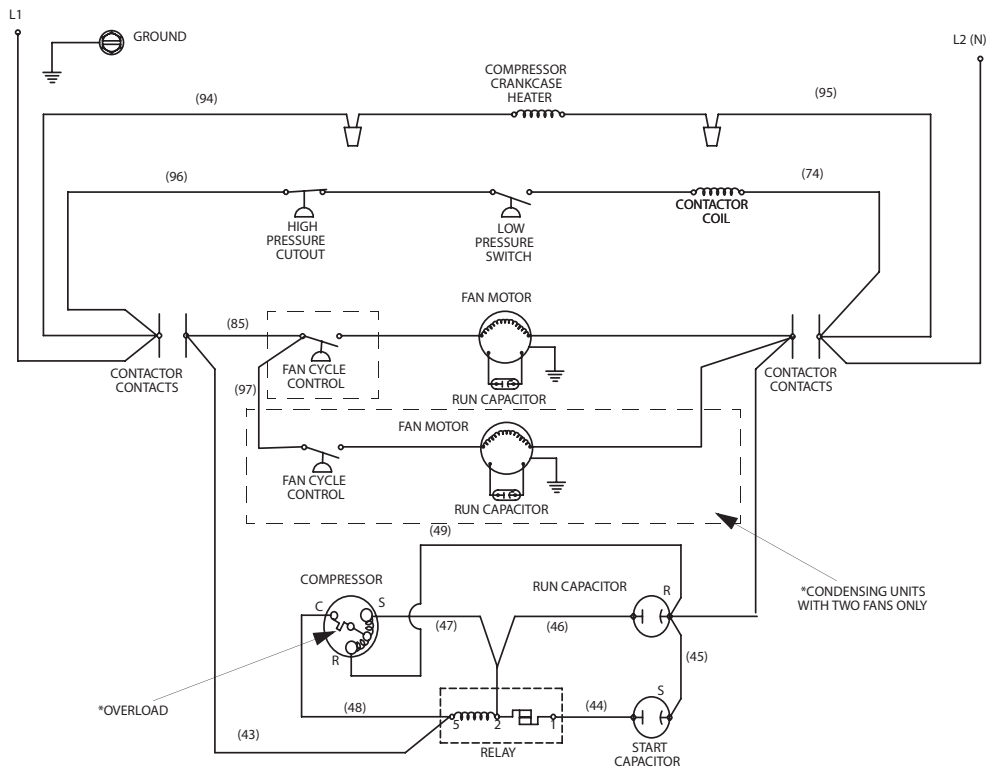 L1
GROUND
L2 (N)
COMPRESSOR
CRANKCASE
HEATER
(94)
(95)
(96)
(74)
HIGH
PRESSURE
CUTOUT
LOW
PRESSURE
SWITCH
CONTACTOR
COIL
FAN MOTOR
(85)
CONTACTOR
CONTACTS
FAN CYCLE
CONTROL
(97)
RUN CAPACITOR
CONTACTOR
CONTACTS
FAN MOTOR
FAN CYCLE
CONTROL
RUN CAPACITOR
(49)
*CONDENSING UNITS
WITH TWO FANS ONLY
COMPRESSOR
RUN CAPACITOR
R
C
S
R
(47)
(46)
(45)
*OVERLOAD
(48)
5
2
1
(44)
S
(43)
RELAY
START
CAPACITOR